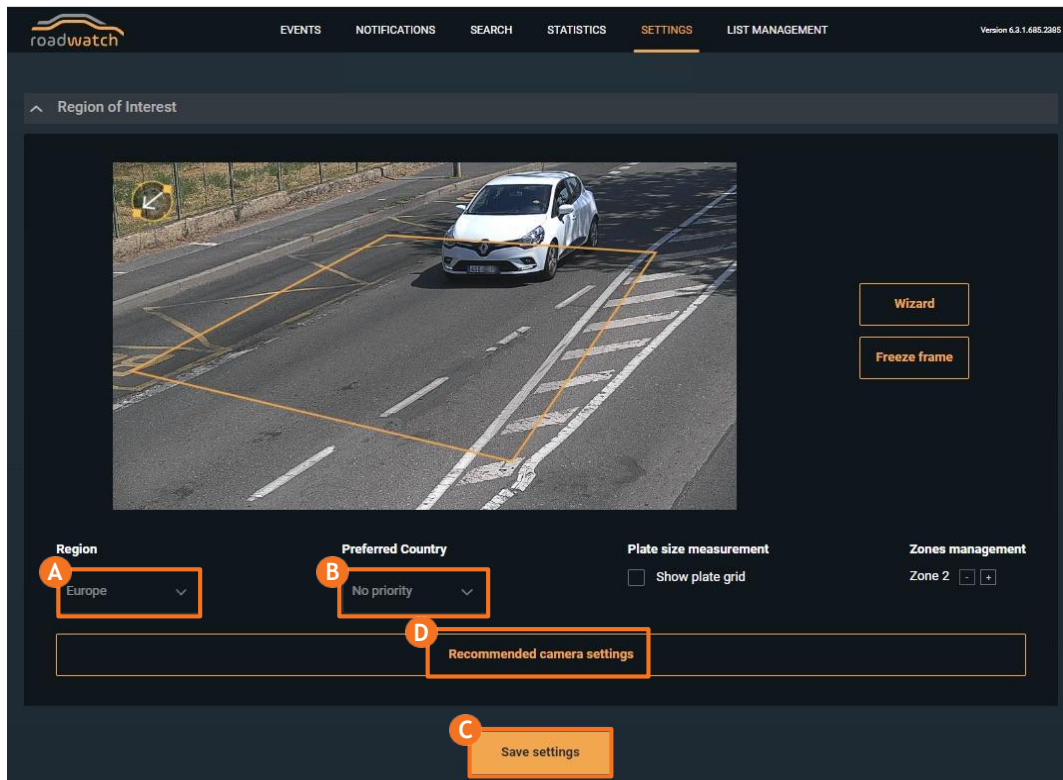 roadwatch
EVENTS NOTIFICATIONS SEARCH STATISTICS SETTINGS LIST MANAGEMENT Version 6.3.1.685.2385
Region of Interest
Wizard
Freeze frame
Region Preferred Country Plate size measurement Zones management
A B
Europe No priority Show plate grid Zone 2 - +
D
Recommended camera settings
C
Save settings